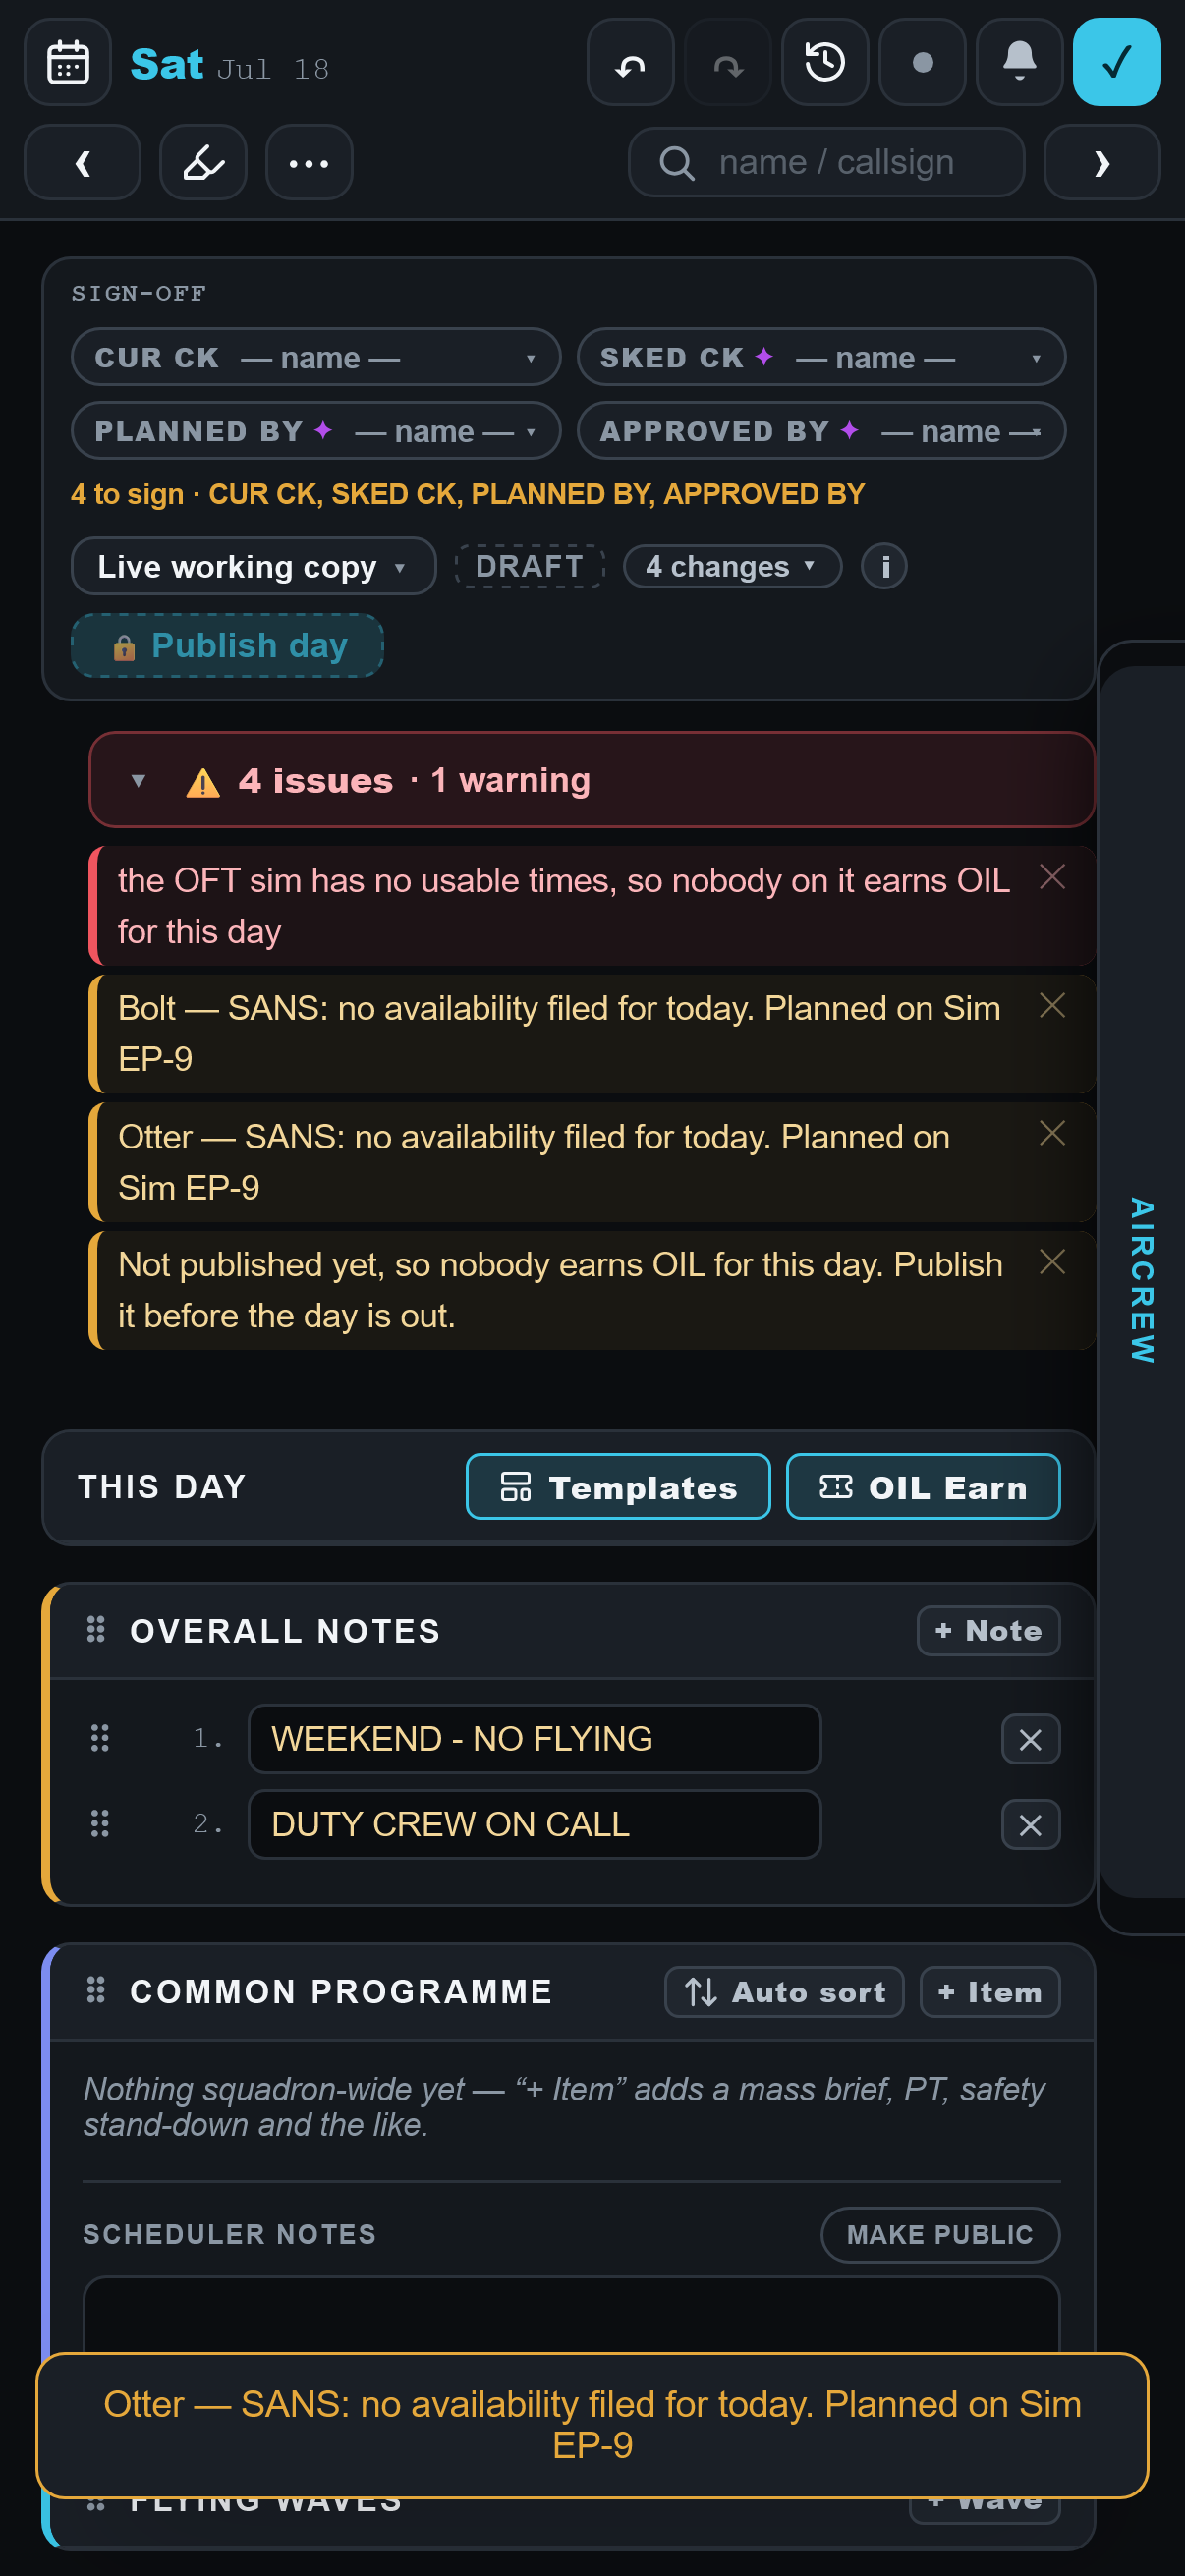 Sat Jul 18
name / callsign
SIGN-OFF
CUR CK — name —
SKED CK — name —
PLANNED BY — name —
APPROVED BY — name —
4 to sign · CUR CK, SKED CK, PLANNED BY, APPROVED BY
Live working copy DRAFT 4 changes i
Publish day
4 issues · 1 warning
the OFT sim has no usable times, so nobody on it earns OIL
for this day
Bolt — SANS: no availability filed for today. Planned on Sim
EP-9
Otter — SANS: no availability filed for today. Planned on
Sim EP-9
Not published yet, so nobody earns OIL for this day. Publish
it before the day is out.
AIRCREW
THIS DAY Templates OIL Earn
OVERALL NOTES + Note
1. WEEKEND - NO FLYING
2. DUTY CREW ON CALL
COMMON PROGRAMME Auto sort + Item
Nothing squadron-wide yet — “+ Item” adds a mass brief, PT, safety
stand-down and the like.
SCHEDULER NOTES MAKE PUBLIC
Otter — SANS: no availability filed for today. Planned on Sim
EP-9
FLYING WAVES + Wave